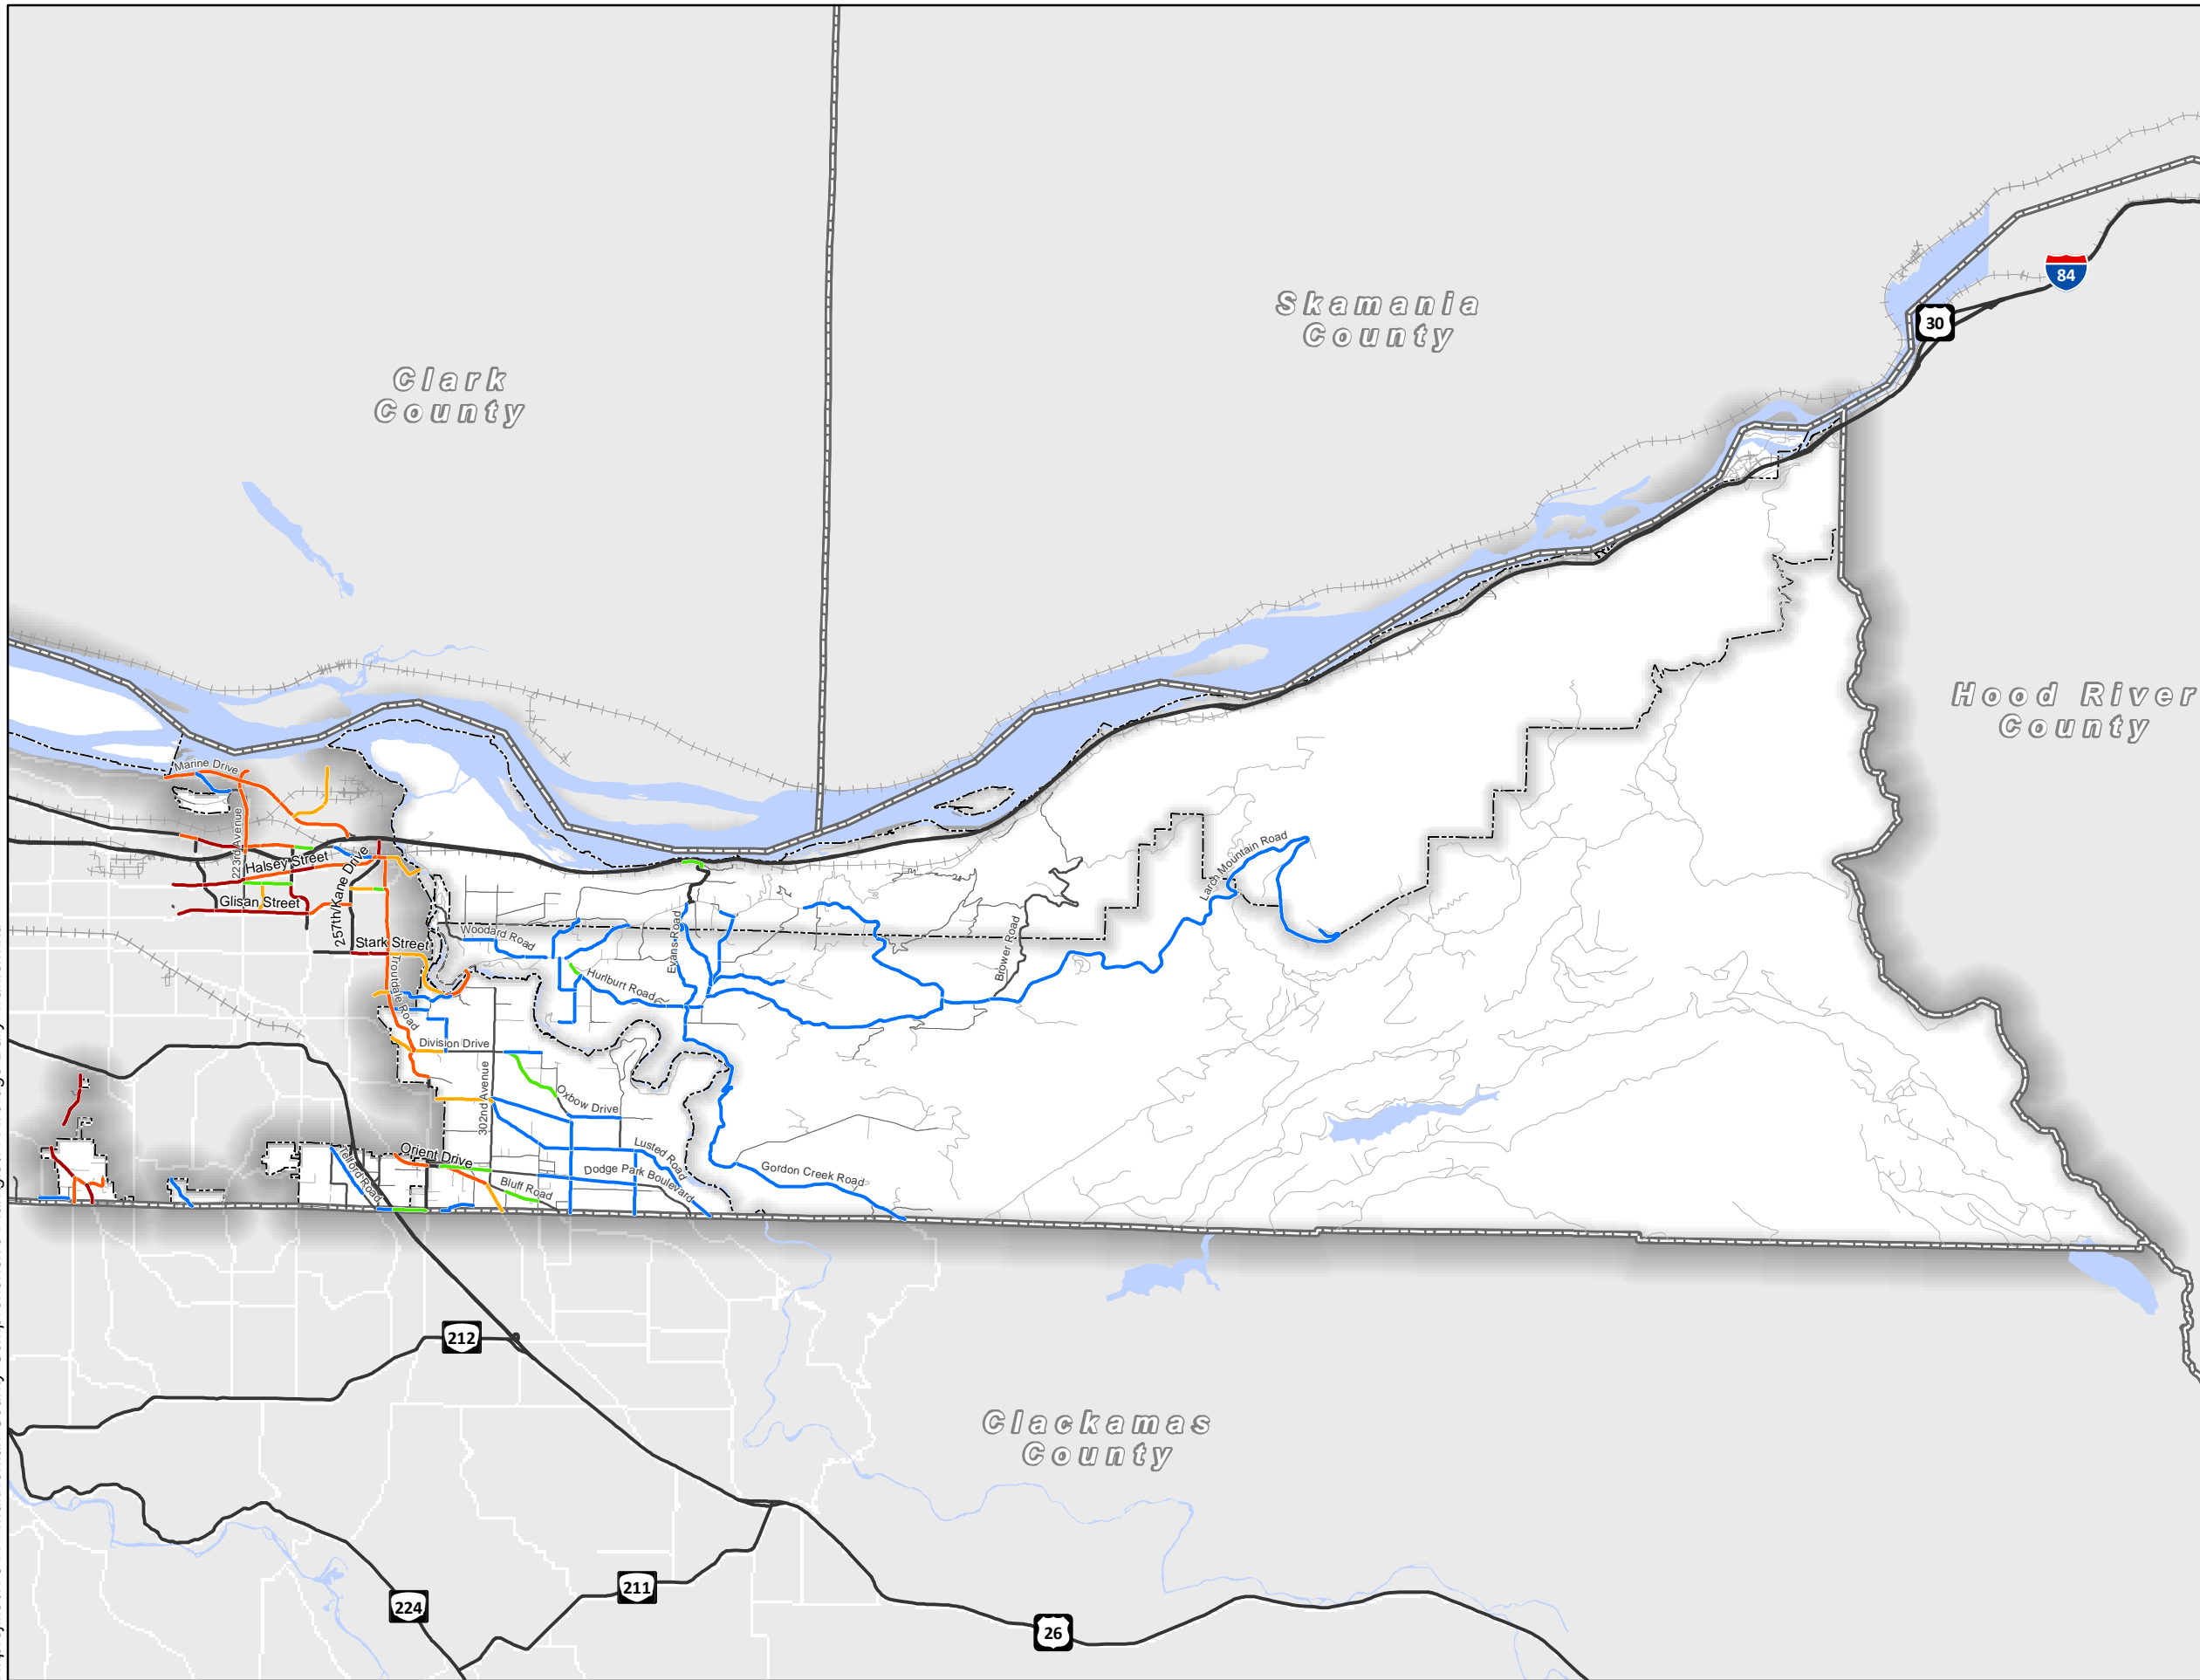 84
30
Skamania
County
Clark
County
Hood River
County
Marine Drive
223rd Avenue
Halsey Street
257th/Kane Drive
Glisan Street
Larch Mountain Road
Stark Street
Woodard Road
Evans Road
Brower Road
Hurlburt Road
Troutdale Road
Division Drive
302nd Avenue
Oxbow Drive
Orient Drive
Telford Road
Lusted Road
Dodge Park Boulevard
Gordon Creek Road
Bluff Road
212
Clackamas
County
211
224
26